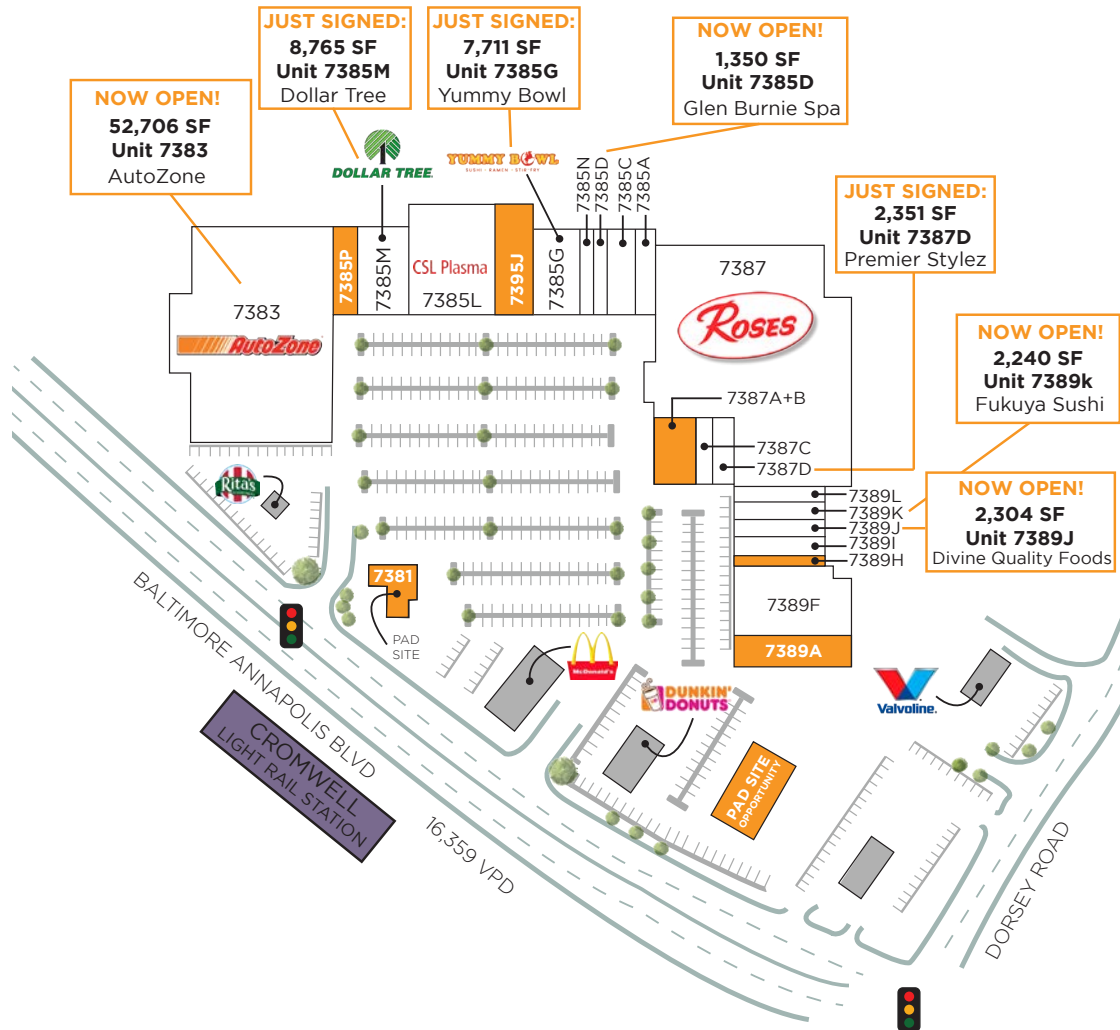 JUST SIGNED:
8,765 SF
Unit 7385M
Dollar Tree
JUST SIGNED:
7,711 SF
Unit 7385G
Yummy Bowl
NOW OPEN!
1,350 SF
Unit 7385D
Glen Burnie Spa
NOW OPEN!
52,706 SF
Unit 7383
AutoZone
DOLLAR TREE
YUMMY BOWL
SUSHI - RAMEN - STIR-FRY
7385N
7385D
7385C
7385A
JUST SIGNED:
2,351 SF
Unit 7387D
Premier Stylez
7385P
7385M
CSL Plasma
7385L
7395J
7385G
7387
ROSES
7383
AutoZone
NOW OPEN!
2,240 SF
Unit 7389k
Fukuya Sushi
7387A+B
7387C
7387D
7389L
7389K
7389J
7389I
7389H
NOW OPEN!
2,304 SF
Unit 7389J
Divine Quality Foods
Rita's
7381
PAD
SITE
7389F
7389A
McDonald's
DUNKIN'
DONUTS
Valvoline.
BALTIMORE ANNAPOLIS BLVD
CROMWELL
LIGHT RAIL STATION
PAD SITE
OPPORTUNITY
16,359 VPD
DORSEY ROAD